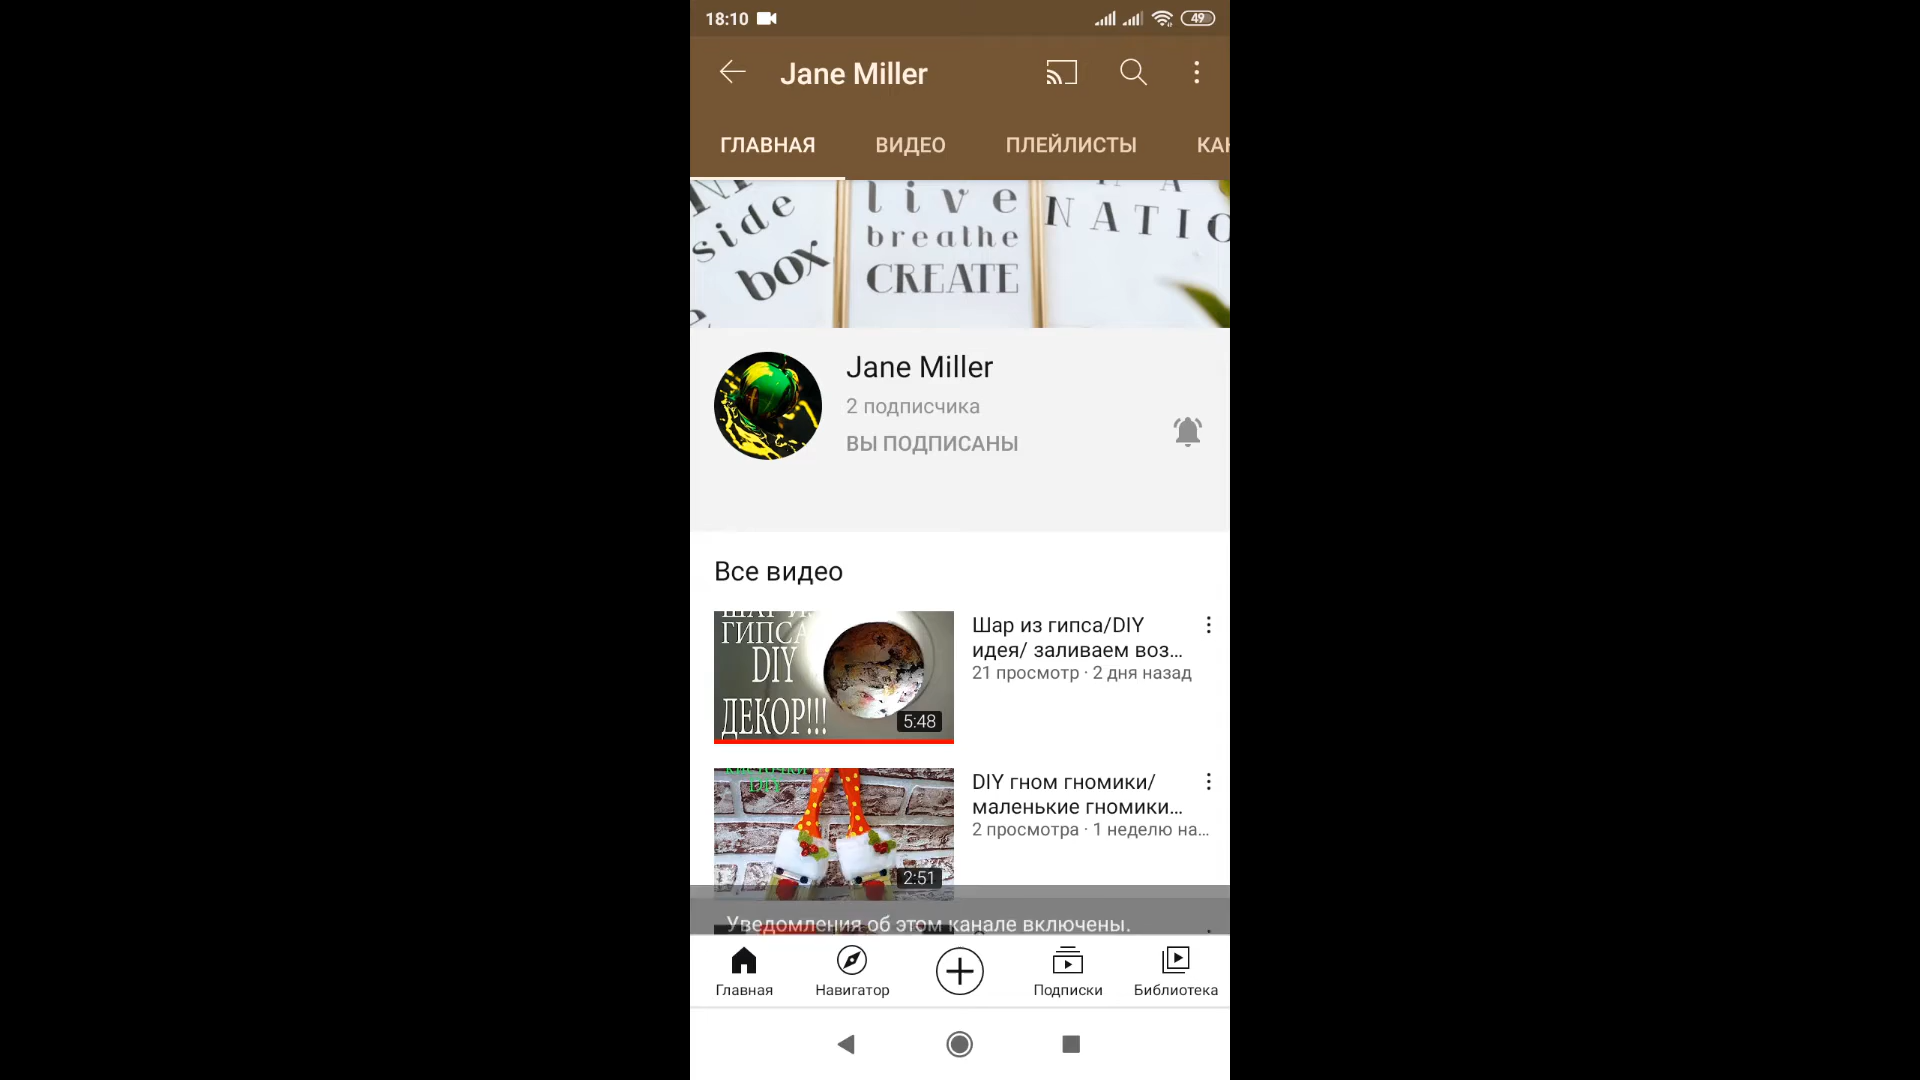 18:10
49
Jane Miller
ГЛАВНАЯ
ВИДЕО
ПЛЕЙЛИСТЫ
side
box
live
breathe
CREATE
NATIO
Jane Miller
2 подписчика
ВЫ ПОДПИСАНЫ
Все видео
ГИПСА
DIY
ДЕКОР!!!
5:48
Шар из гипса/DIY
идея/ заливаем воз...
21 просмотр · 2 дня назад
DIY
2:51
DIY гном гномики/
маленькие гномики...
2 просмотра · 1 неделю на...
Уведомления об этом канале включены.
Главная
Навигатор
Подписки
Библиотека